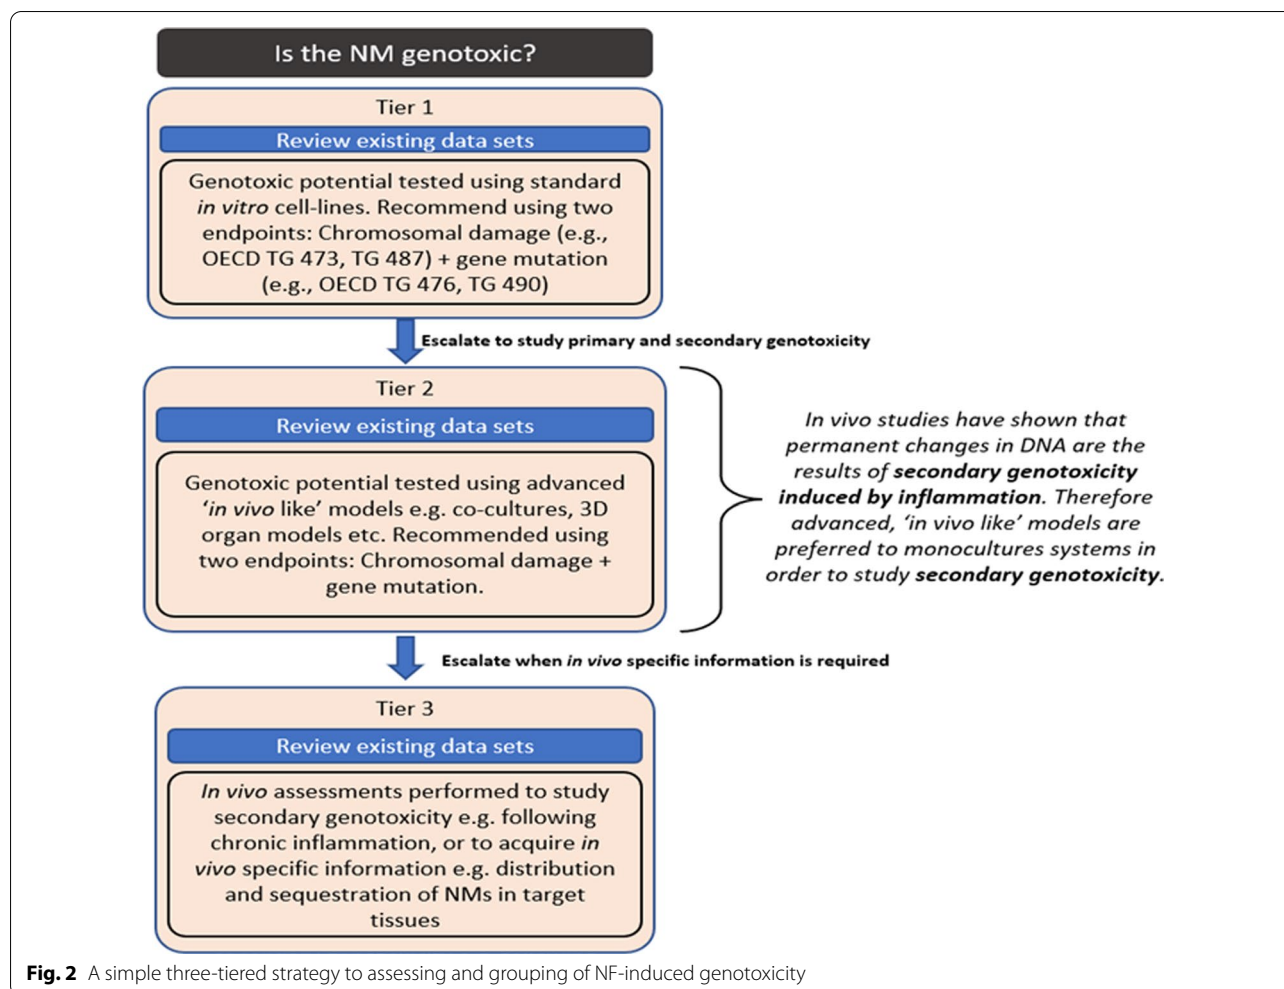 Is the NM genotoxic?
Tier 1
Review existing data sets
Genotoxic potential tested using standard
in vitro cell-lines. Recommend using two
endpoints: Chromosomal damage (e.g.,
OECD TG 473, TG 487) + gene mutation
(e.g., OECD TG 476, TG 490)
Escalate to study primary and secondary genotoxicity
Tier 2
Review existing data sets
Genotoxic potential tested using advanced
‘in vivo like’ models e.g. co-cultures, 3D
organ models etc. Recommended using
two endpoints: Chromosomal damage +
gene mutation.
In vivo studies have shown that
permanent changes in DNA are the
results of secondary genotoxicity
induced by inflammation. Therefore
advanced, ‘in vivo like’ models are
preferred to monocultures systems in
order to study secondary genotoxicity.
Escalate when in vivo specific information is required
Tier 3
Review existing data sets
In vivo assessments performed to study
secondary genotoxicity e.g. following
chronic inflammation, or to acquire in
vivo specific information e.g. distribution
and sequestration of NMs in target
tissues
Fig. 2 A simple three-tiered strategy to assessing and grouping of NF-induced genotoxicity